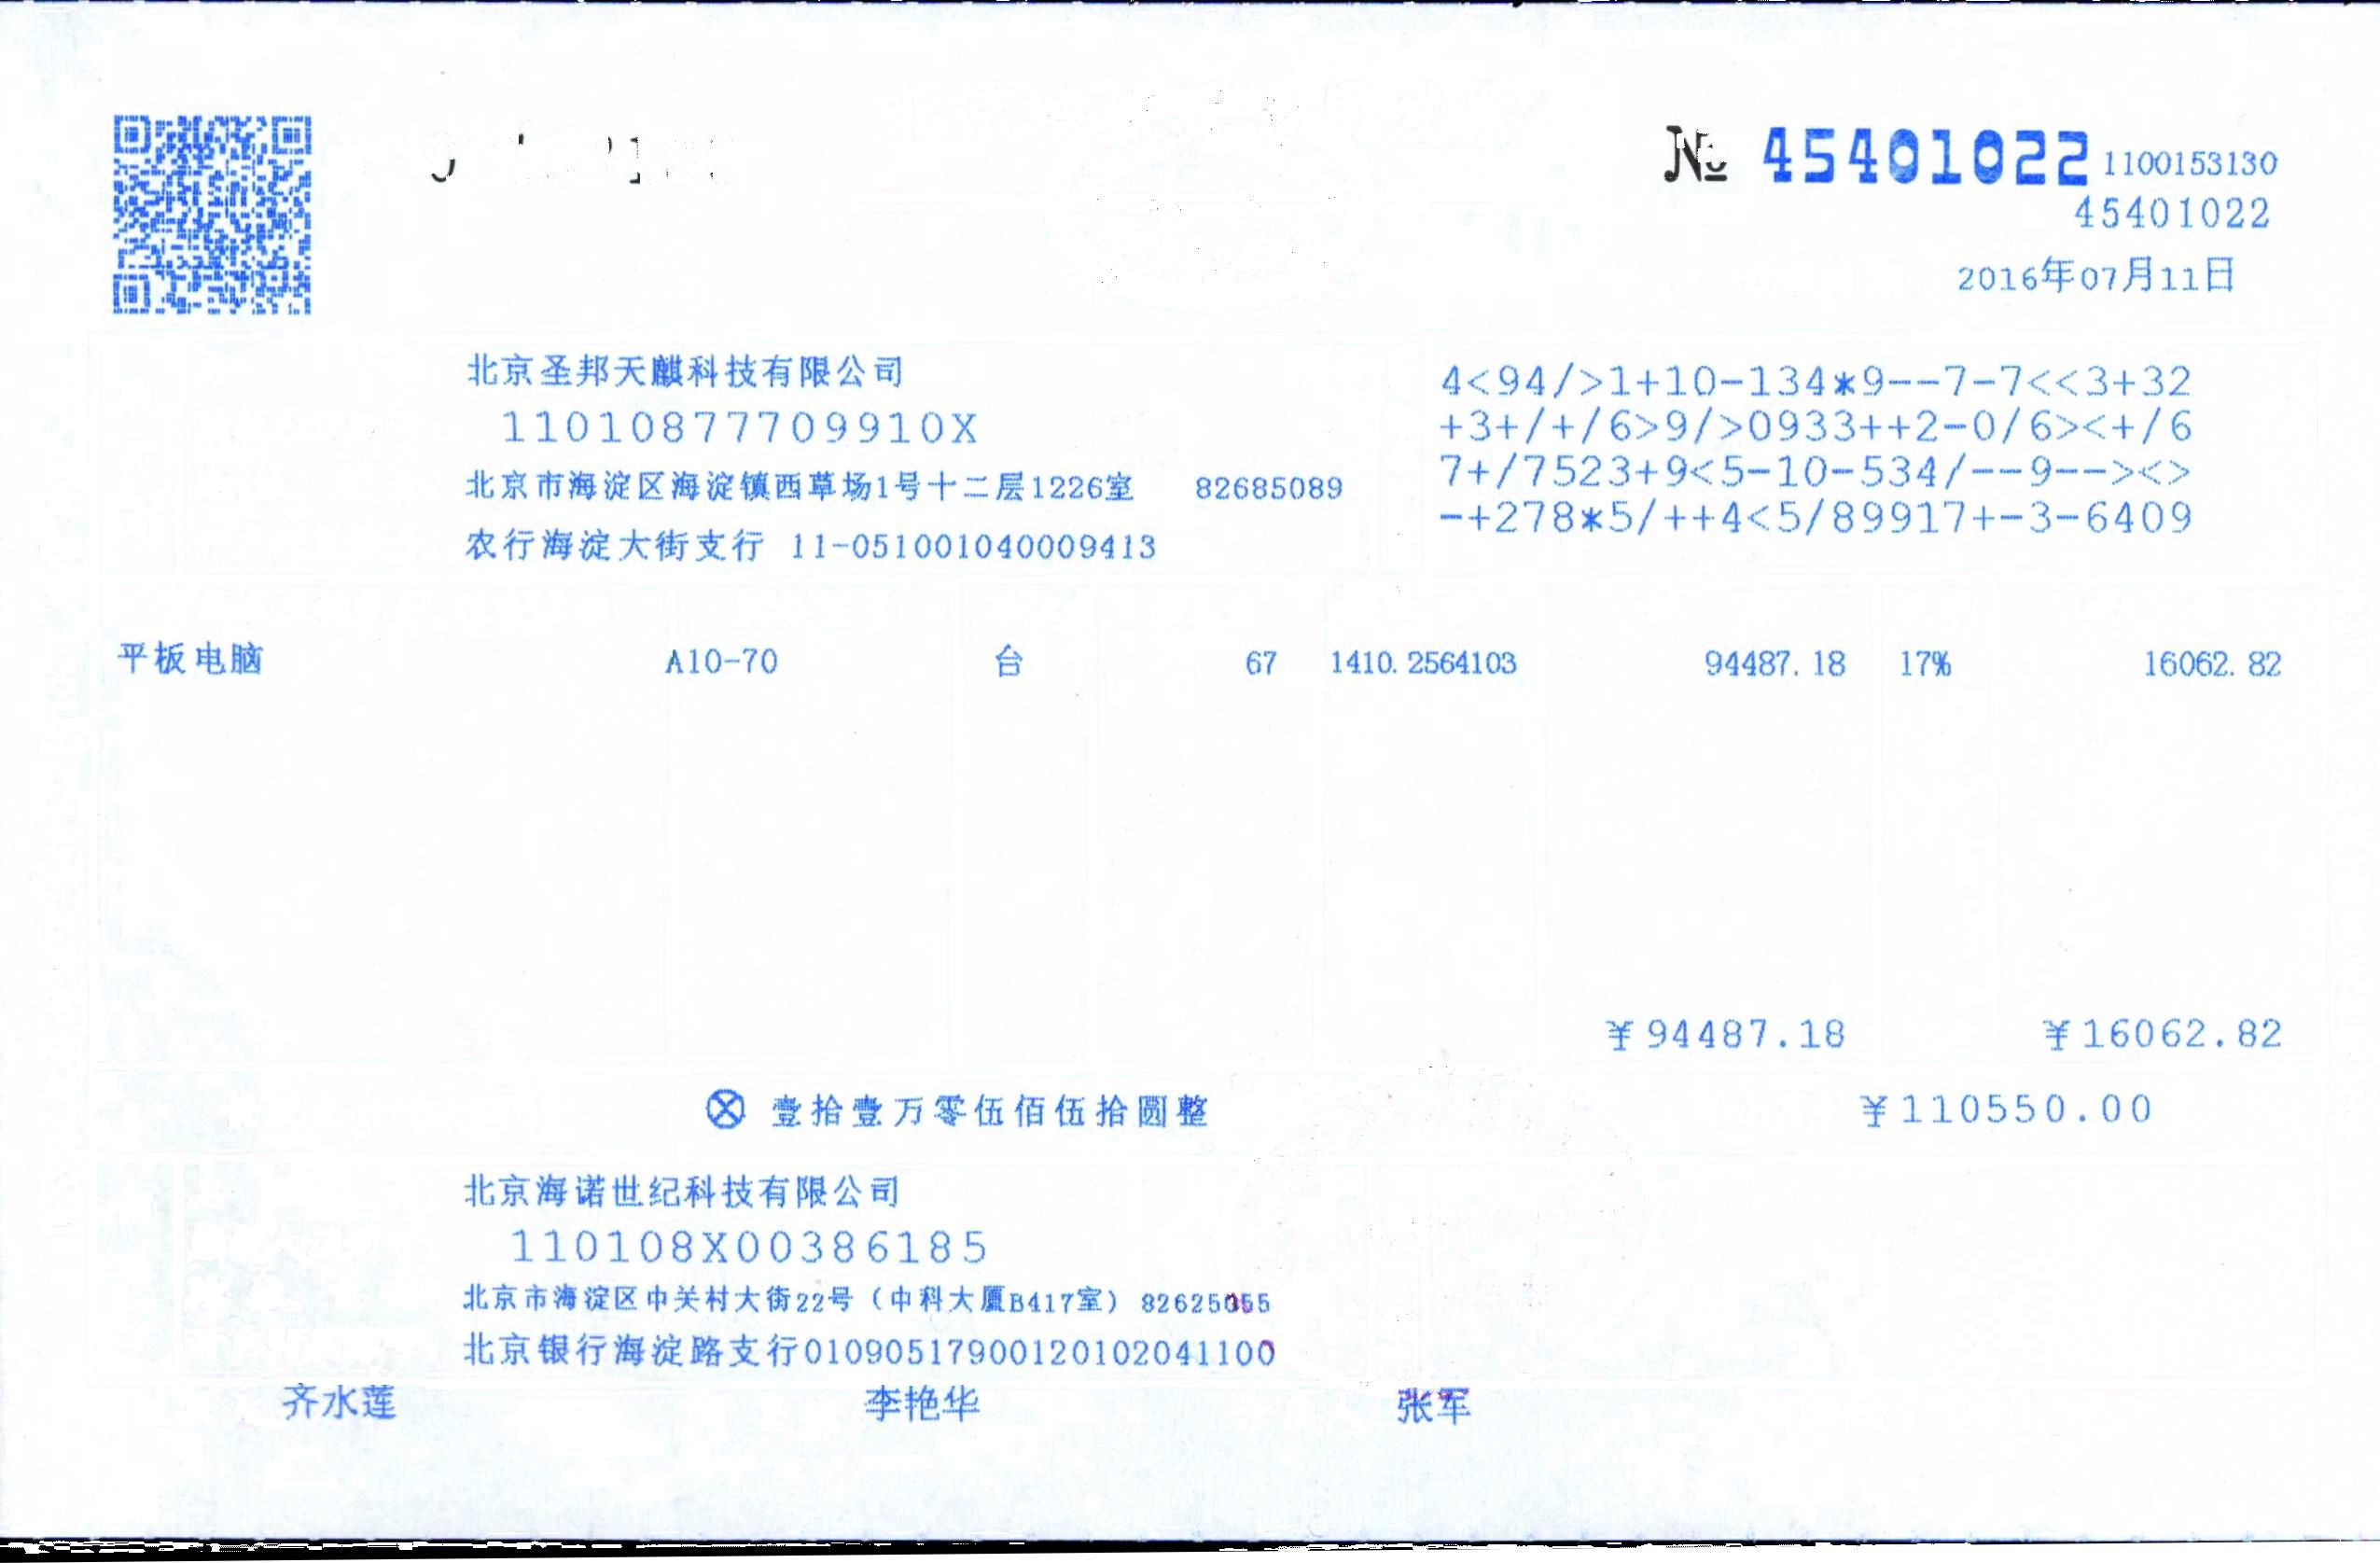 № 45401022 1100153130
45401022
2016年07月11日
北京圣邦天麒科技有限公司
11010877709910X
北京市海淀区海淀镇西草场1号十二层1226室 82685089
农行海淀大街支行 11-051001040009413
4<94/>1+10-134*9--7-7<<3+32
+3+/+/6>9/>0933++2-0/6><+/6
7+/7523+9<5-10-534/--9--><>
-+278*5/++4<5/89917+-3-6409
平板电脑 A10-70 台 67 1410.2564103 94487.18 17% 16062.82
¥94487.18 ¥16062.82
ⓧ 壹拾壹万零伍佰伍拾圆整 ¥110550.00
北京海诺世纪科技有限公司
110108X00386185
北京市海淀区中关村大街22号（中科大厦B417室）82625055
北京银行海淀路支行01090517900120102041100
齐水莲 李艳华 张军